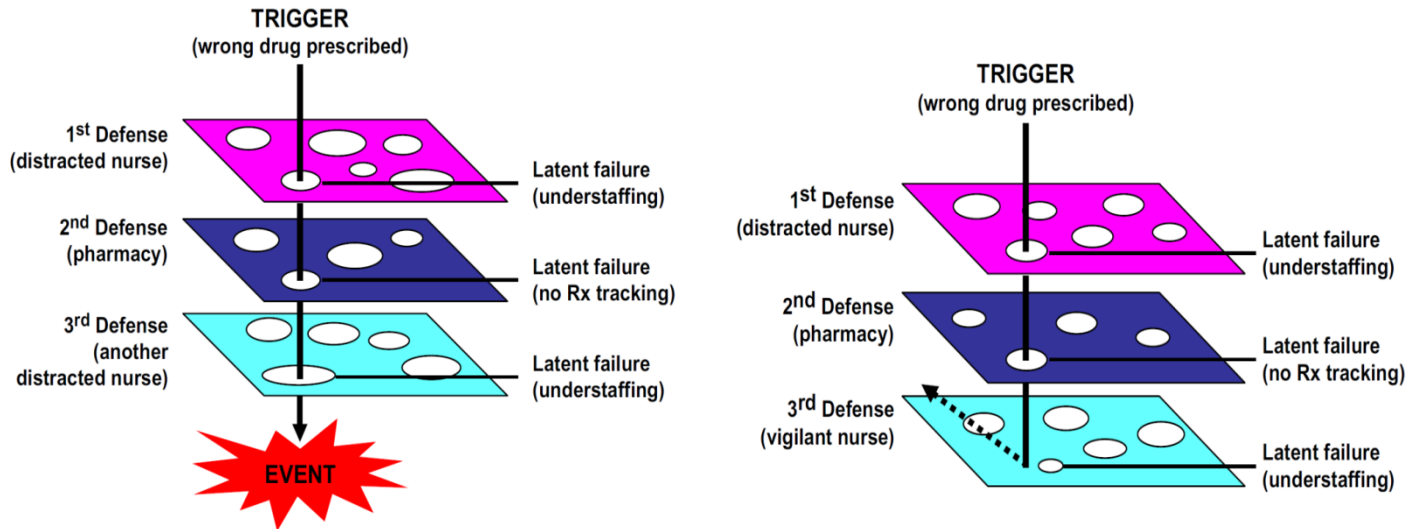 TRIGGER
(wrong drug prescribed)
1st Defense
(distracted nurse)
Latent failure
(understaffing)
2nd Defense
(pharmacy)
Latent failure
(no Rx tracking)
3rd Defense
(another
distracted nurse)
Latent failure
(understaffing)
EVENT
TRIGGER
(wrong drug prescribed)
1st Defense
(distracted nurse)
Latent failure
(understaffing)
2nd Defense
(pharmacy)
Latent failure
(no Rx tracking)
3rd Defense
(vigilant nurse)
Latent failure
(understaffing)